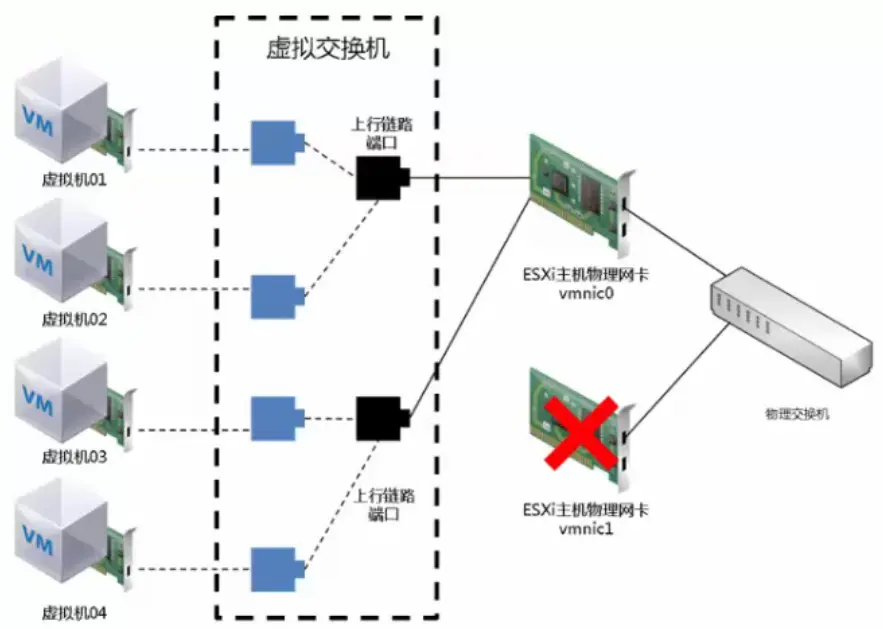 虚拟交换机
VM
虚拟机01
上行链路
端口
ESXi主机物理网卡
vmnic0
VM
虚拟机02
VM
虚拟机03
上行链路
端口
ESXi主机物理网卡
vmnic1
物理交换机
VM
虚拟机04